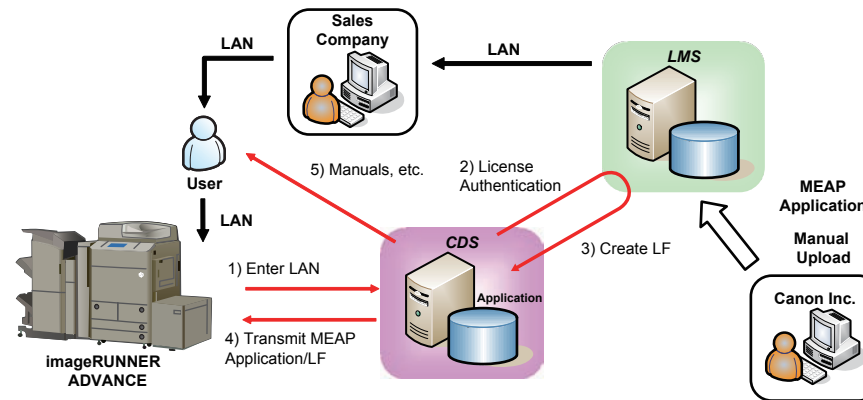 Sales
Company
LAN
LAN
LMS
User
5) Manuals, etc.
2) License
Authentication
MEAP
Application
Manual
Upload
LAN
CDS
3) Create LF
1) Enter LAN
Application
Canon Inc.
4) Transmit MEAP
Application/LF
imageRUNNER
ADVANCE